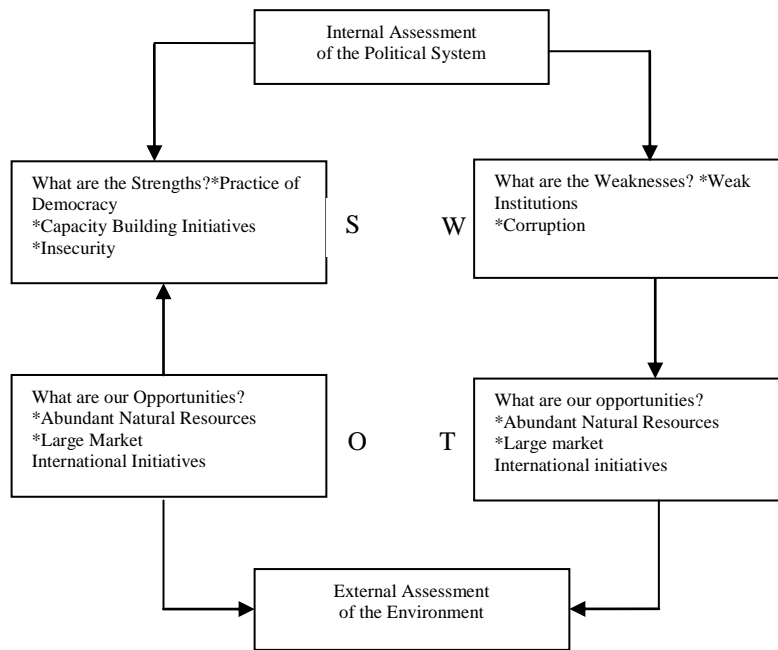 Internal Assessment
of the Political System
What are the Strengths?*Practice of
Democracy
*Capacity Building Initiatives
*Insecurity
S
W
What are the Weaknesses? *Weak
Institutions
*Corruption
What are our Opportunities?
*Abundant Natural Resources
*Large Market
International Initiatives
O
T
What are our opportunities?
*Abundant Natural Resources
*Large market
International initiatives
External Assessment
of the Environment